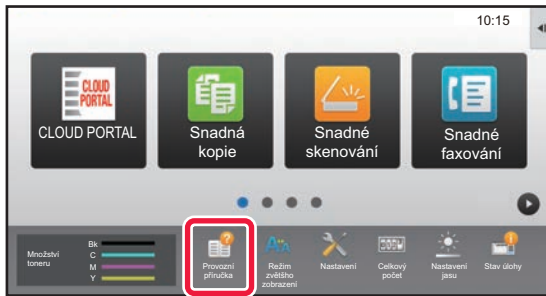 10:15
CLOUD
PORTAL
CLOUD PORTAL
Snadná
kopie
Snadné
skenování
Snadné
faxování
Množství
toneru
Bk
C
M
Y
Provozní
příručka
Režim
zvětšho
zobrazení
Nastavení
Celkový
počet
Nastavení
jasu
Stav úlohy